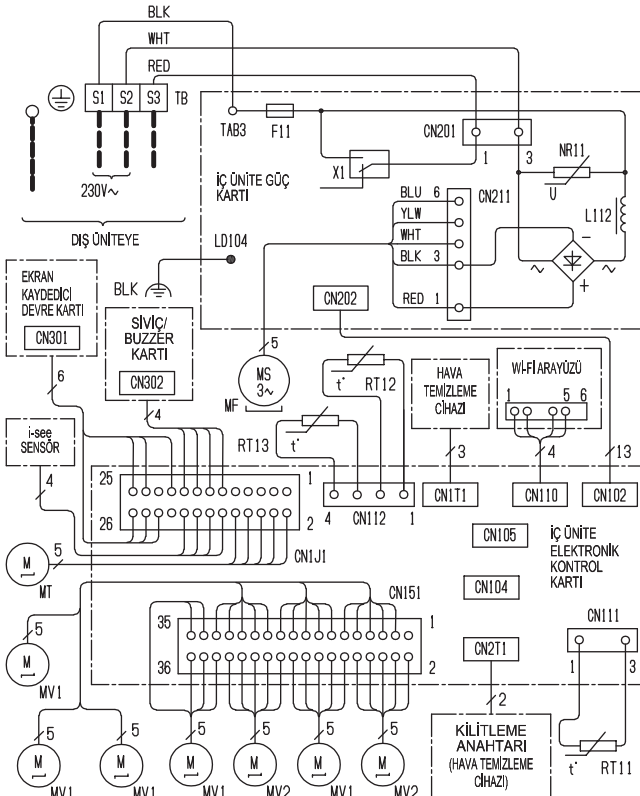 BLK
WHT
RED
S1 S2 S3 TB
TAB3
F11
CN201
1 3
230V~
DIŞ ÜNİTEYE
İÇ ÜNİTE GÜÇ
KARTI
X1
NR11
U
L112
BLU 6
YLW
WHT
BLK 3
RED 1
CN211
~ ~
-
+
LD104
BLK
EKRAN
KAYDEDİCİ
DEVRE KARTI
CN301
6
SİVİÇ/
BUZZER
KARTI
CN302
4
i-see
SENSÖR
4
CN202
5
MS
3~
MF
t° RT12
RT13 t°
HAVA
TEMİZLEME
CİHAZI
3
Wİ-Fİ ARAYÜZÜ
1 5 6
4
13
25 1
26 2
CN1J1
4 CN112 1
CN1T1
CN110
CN102
CN105
İÇ ÜNİTE
ELEKTRONİK
KONTROL
KARTI
CN104
M
MT
5
CN151
35 1
36 2
CN2T1
2
CN111
1 3
5
M
MV1
5
M
MV1
5
M
MV1
5
M
MV1
5
M
MV2
5
M
MV1
5
M
MV2
KİLİTLEME
ANAHTARI
(HAVA TEMİZLEME
CİHAZI)
t° RT11